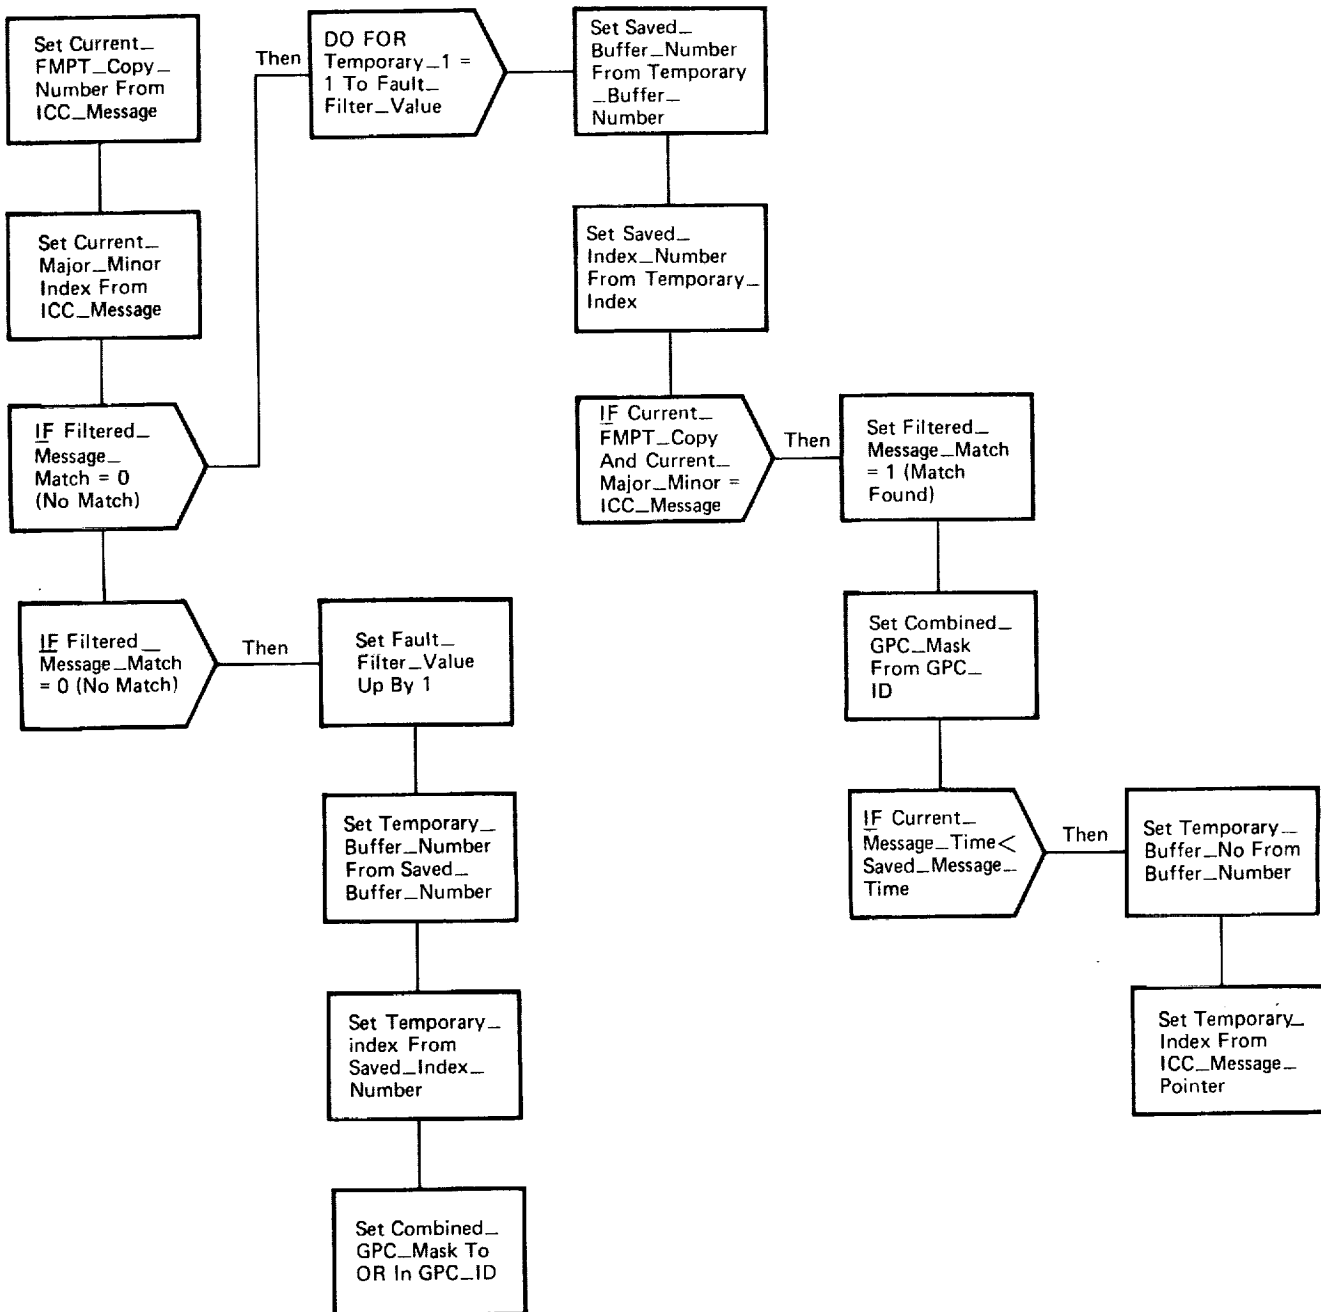 Set Current_
FMPT_Copy_
Number From
ICC_Message
Set Current_
Major_Minor
Index From
ICC_Message
IF Filtered_
Message_
Match = 0
(No Match)
Then
DO FOR
Temporary_1 =
1 To Fault_
Filter_Value
Set Saved_
Buffer_Number
From Temporary
_Buffer_
Number
Set Saved_
Index_Number
From Temporary_
Index
IF Current_
FMPT_Copy
And Current_
Major_Minor =
ICC_Message
Then
Set Filtered_
Message_Match
= 1 (Match
Found)
Set Combined_
GPC_Mask
From GPC_
ID
IF Current_
Message_Time<
Saved_Message_
Time
Then
Set Temporary_
Buffer_No From
Buffer_Number
Set Temporary_
Index From
ICC_Message_
Pointer
IF Filtered_
Message_Match
= 0 (No Match)
Then
Set Fault_
Filter_Value
Up By 1
Set Temporary_
Buffer_Number
From Saved_
Buffer_Number
Set Temporary_
index From
Saved_Index_
Number
Set Combined_
GPC_Mask To
OR In GPC_ID